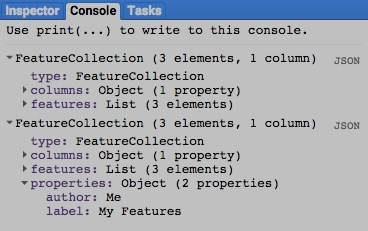 Inspector Console Tasks
Use print(...) to write to this console.
FeatureCollection (3 elements, 1 column) JSON
type: FeatureCollection
columns: Object (1 property)
features: List (3 elements)
FeatureCollection (3 elements, 1 column) JSON
type: FeatureCollection
columns: Object (1 property)
features: List (3 elements)
properties: Object (2 properties)
author: Me
label: My Features